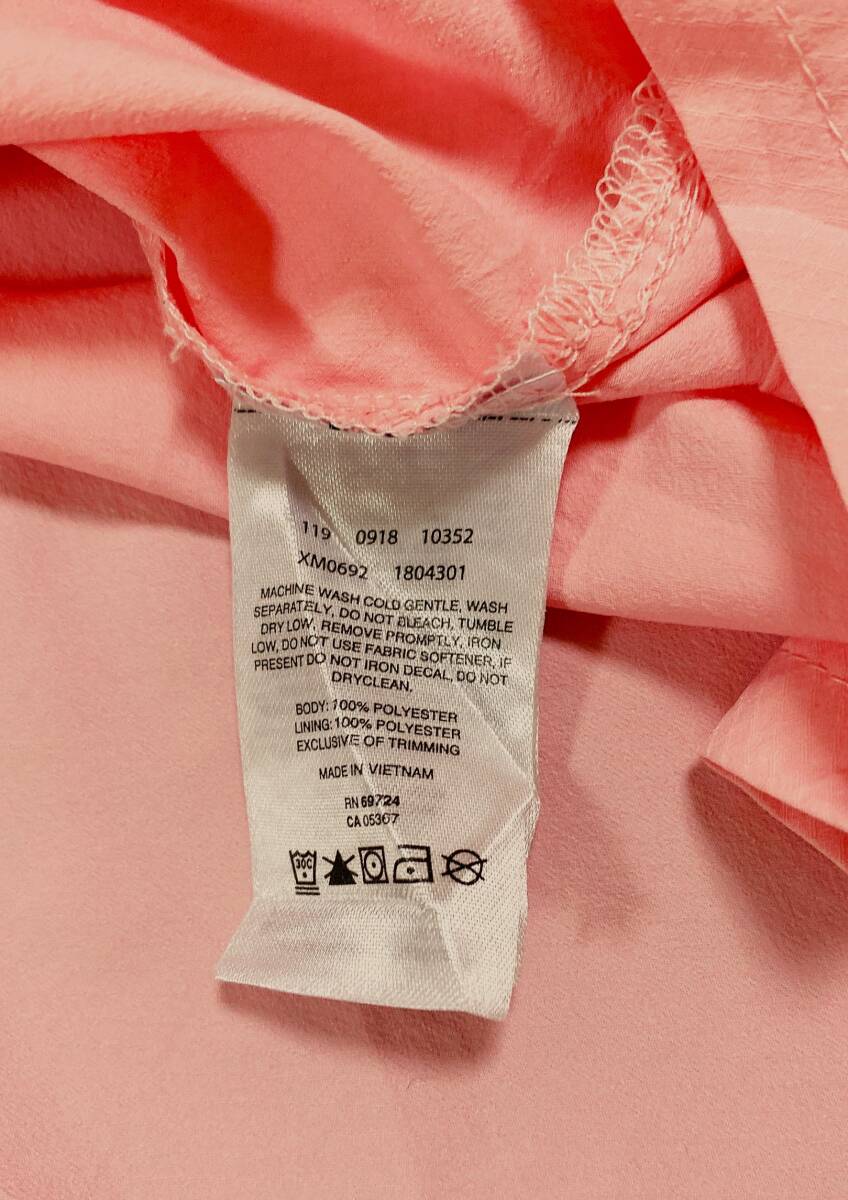 119 0918 10352
XM0692 1804301
MACHINE WASH COLD GENTLE, WASH
SEPARATELY, DO NOT BLEACH, TUMBLE
DRY LOW, REMOVE PROMPTLY, IRON
LOW, DO NOT USE FABRIC SOFTENER, IF
PRESENT DO NOT IRON DECAL, DO NOT
DRYCLEAN.
BODY: 100% POLYESTER
LINING: 100% POLYESTER
EXCLUSIVE OF TRIMMING
MADE IN VIETNAM
RN 69724
CA 05367
30C